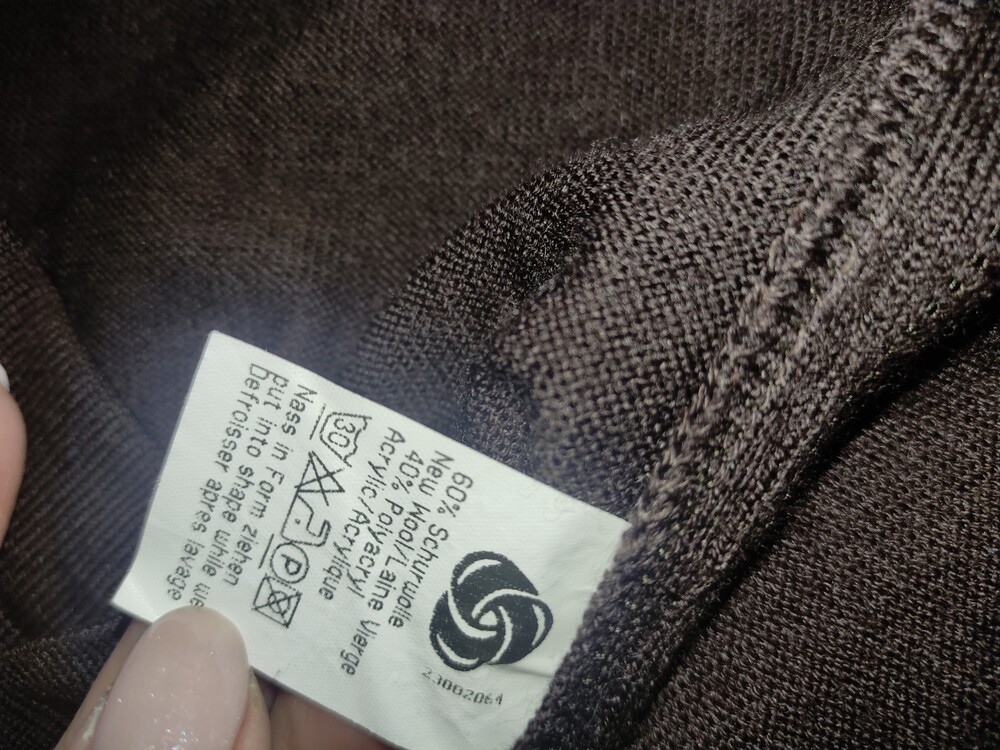 23002064
60% Schurwolle
New Wool/Laine Vierge
40% Polyacryl
Acrylic/Acrylique
30 P
Nass in Form ziehen
put into shape while we
Defroisser apres lavage